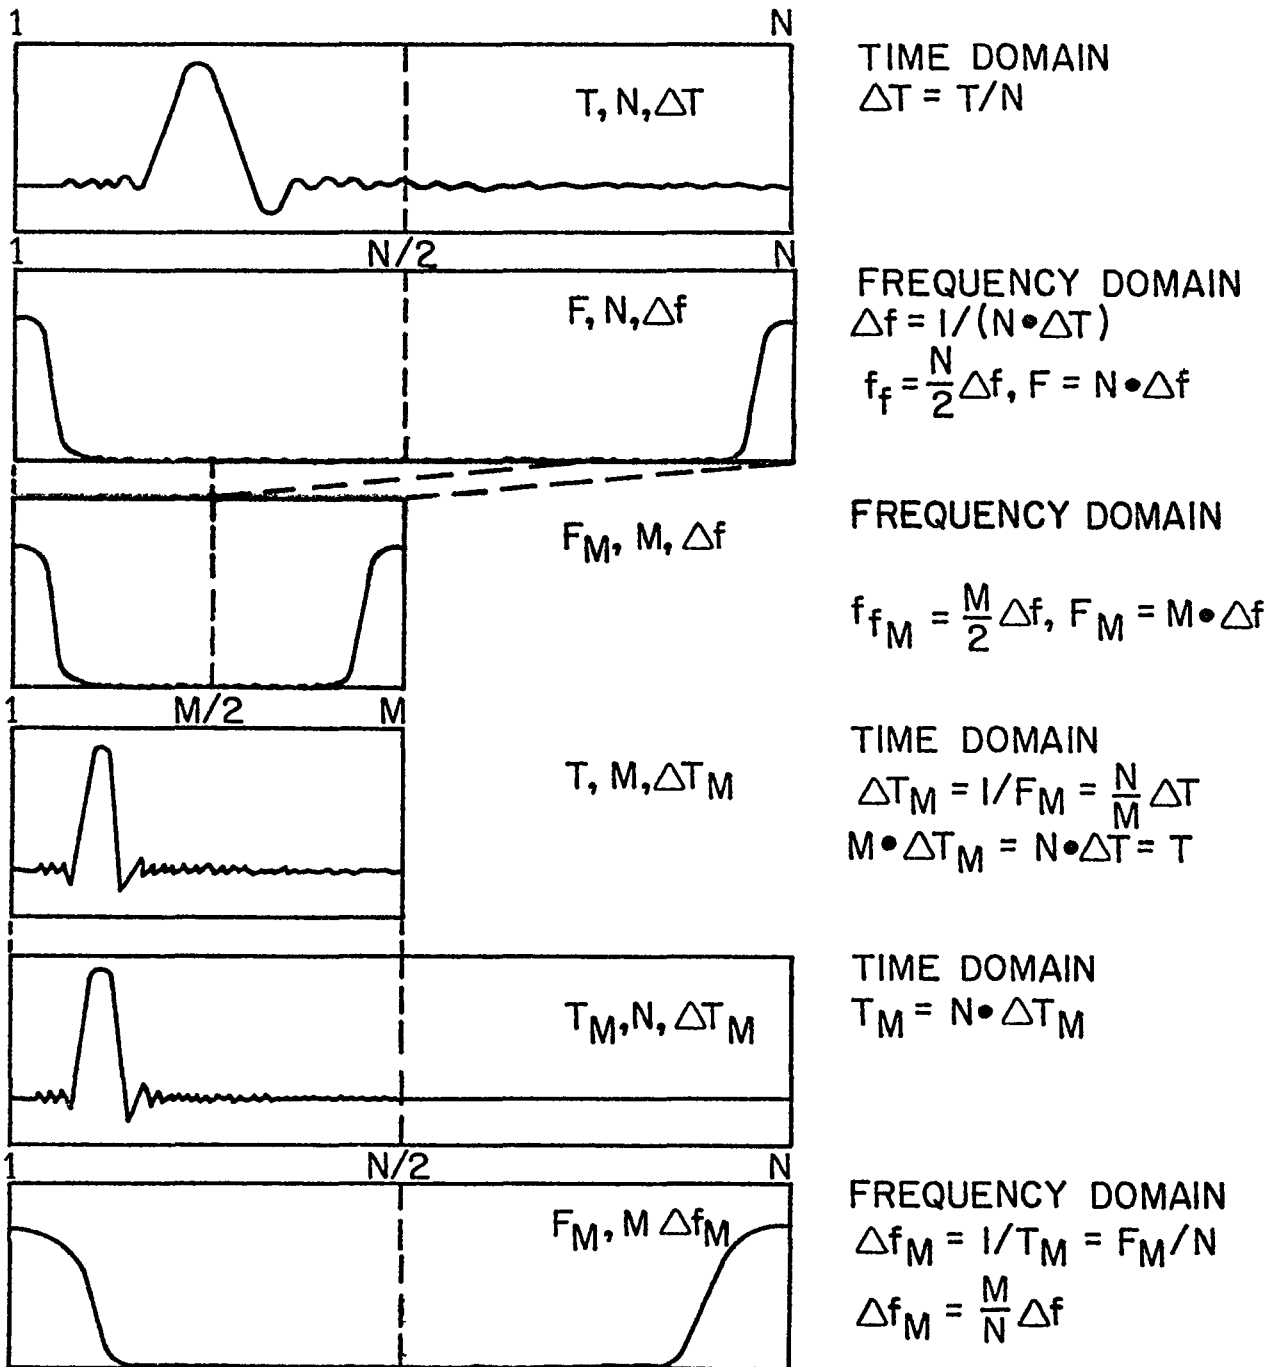 1 N
T, N, ΔT
TIME DOMAIN
ΔT = T/N
1 N/2 N
F, N, Δf
FREQUENCY DOMAIN
Δf = 1/(N•ΔT)
f_f = N/2 Δf, F = N•Δf
F_M, M, Δf
FREQUENCY DOMAIN
f_f_M = M/2 Δf, F_M = M•Δf
1 M/2 M
T, M, ΔT_M
TIME DOMAIN
ΔT_M = 1/F_M = N/M ΔT
M•ΔT_M = N•ΔT = T
T_M, N, ΔT_M
TIME DOMAIN
T_M = N•ΔT_M
1 N/2 N
F_M, M Δf_M
FREQUENCY DOMAIN
Δf_M = 1/T_M = F_M/N
Δf_M = M/N Δf